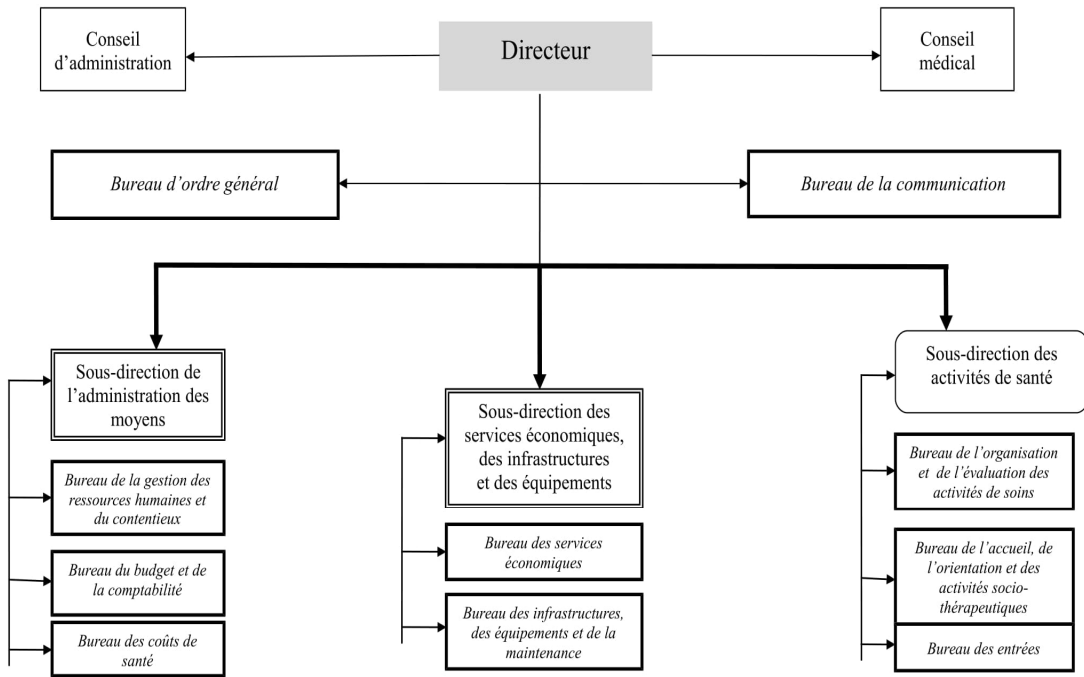 Conseil
d’administration
Directeur
Conseil
médical
Bureau d’ordre général
Bureau de la communication
Sous-direction de
l’administration des
moyens
Bureau de la gestion des
ressources humaines et
du contentieux
Bureau du budget et de
la comptabilité
Bureau des coûts de
santé
Sous-direction des
services économiques,
des infrastructures
et des équipements
Bureau des services
économiques
Bureau des infrastructures,
des équipements et de la
maintenance
Sous-direction des
activités de santé
Bureau de l’organisation
et de l’évaluation des
activités de soins
Bureau de l’accueil, de
l’orientation et des
activités socio-
thérapeutiques
Bureau des entrées